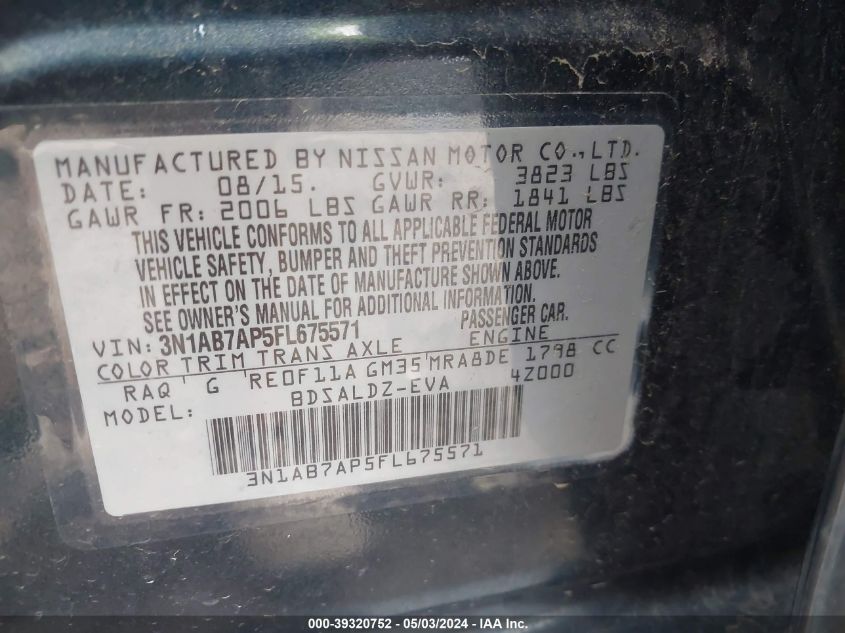 MANUFACTURED BY NISSAN MOTOR CO.,LTD.
DATE: 08/15. GVWR: 3823 LBS
GAWR FR: 2006 LBS GAWR RR: 1841 LBS
THIS VEHICLE CONFORMS TO ALL APPLICABLE FEDERAL MOTOR
VEHICLE SAFETY, BUMPER AND THEFT PREVENTION STANDARDS
IN EFFECT ON THE DATE OF MANUFACTURE SHOWN ABOVE.
SEE OWNER'S MANUAL FOR ADDITIONAL INFORMATION.
VIN: 3N1AB7AP5FL675571 PASSENGER CAR.
COLOR TRIM TRANS AXLE ENGINE
RAQ G RE0F11A GM35 MRA8DE 1798 CC
MODEL: BDSALDZ-EVA 4Z000
3N1AB7AP5FL675571
000-39320752 - 05/03/2024 - IAA Inc.